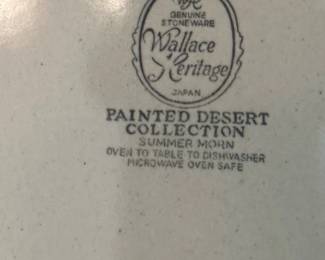 GENUINE
STONEWARE
Wallace
Heritage
JAPAN
PAINTED DESERT
COLLECTION
SUMMER MORN
OVEN TO TABLE TO DISHWASHER
MICROWAVE OVEN SAFE